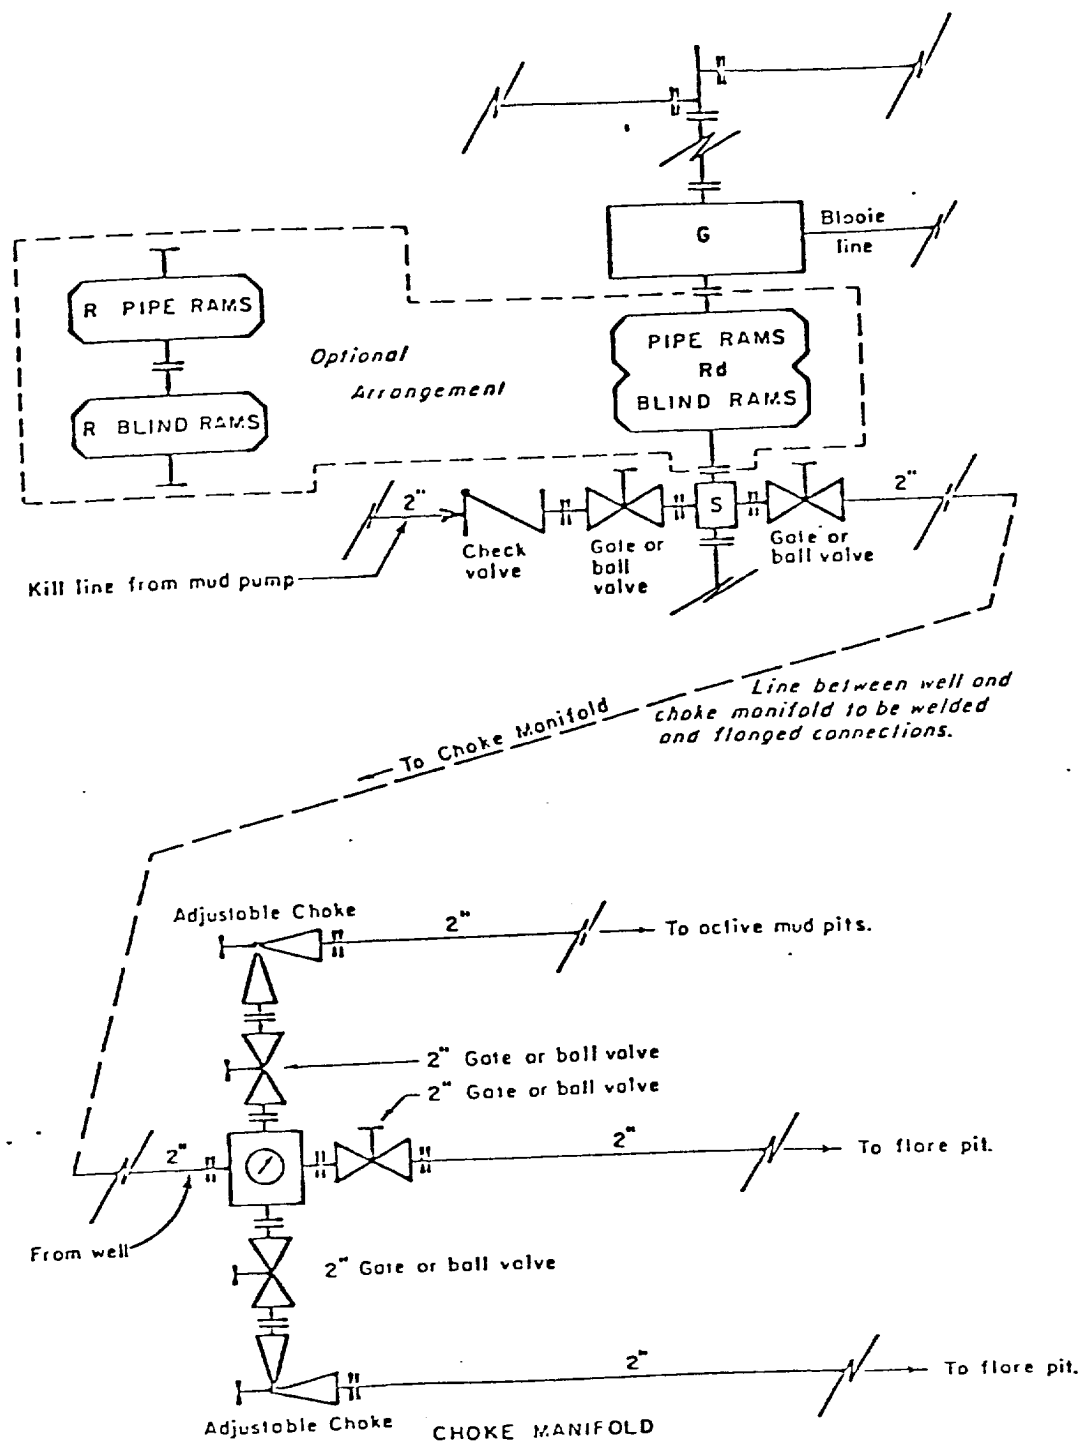 G
Blooie
line
R PIPE RAMS
PIPE RAMS
Rd
BLIND RAMS
Optional
Arrangement
R BLIND RAMS
2"
S
2"
Check
valve
Gate or
ball
valve
Gate or
ball valve
Kill line from mud pump
Line between well and
choke manifold to be welded
and flanged connections.
To Choke Manifold
Adjustable Choke
2"
To active mud pits.
2" Gate or ball valve
2" Gate or ball valve
2"
2"
To flare pit.
From well
2" Gate or ball valve
2"
To flare pit.
Adjustable Choke
CHOKE MANIFOLD